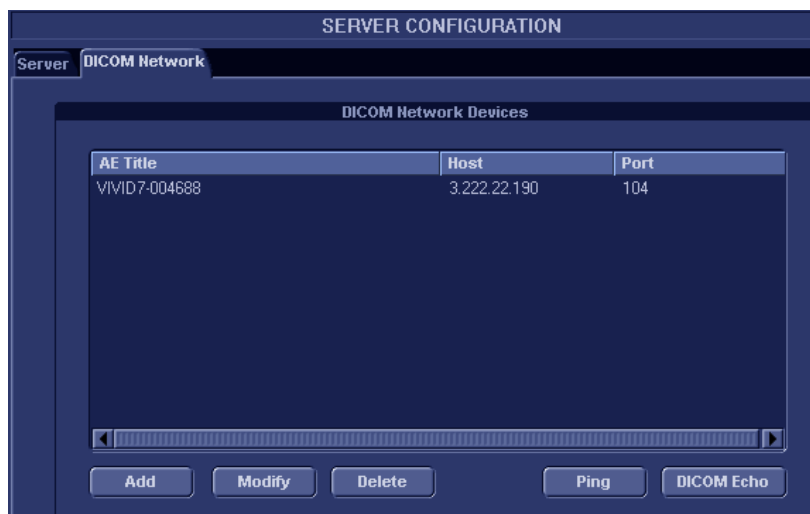 SERVER CONFIGURATION
Server DICOM Network
DICOM Network Devices
AE Title Host Port
VIVID7-004688 3.222.22.190 104
Add Modify Delete Ping DICOM Echo